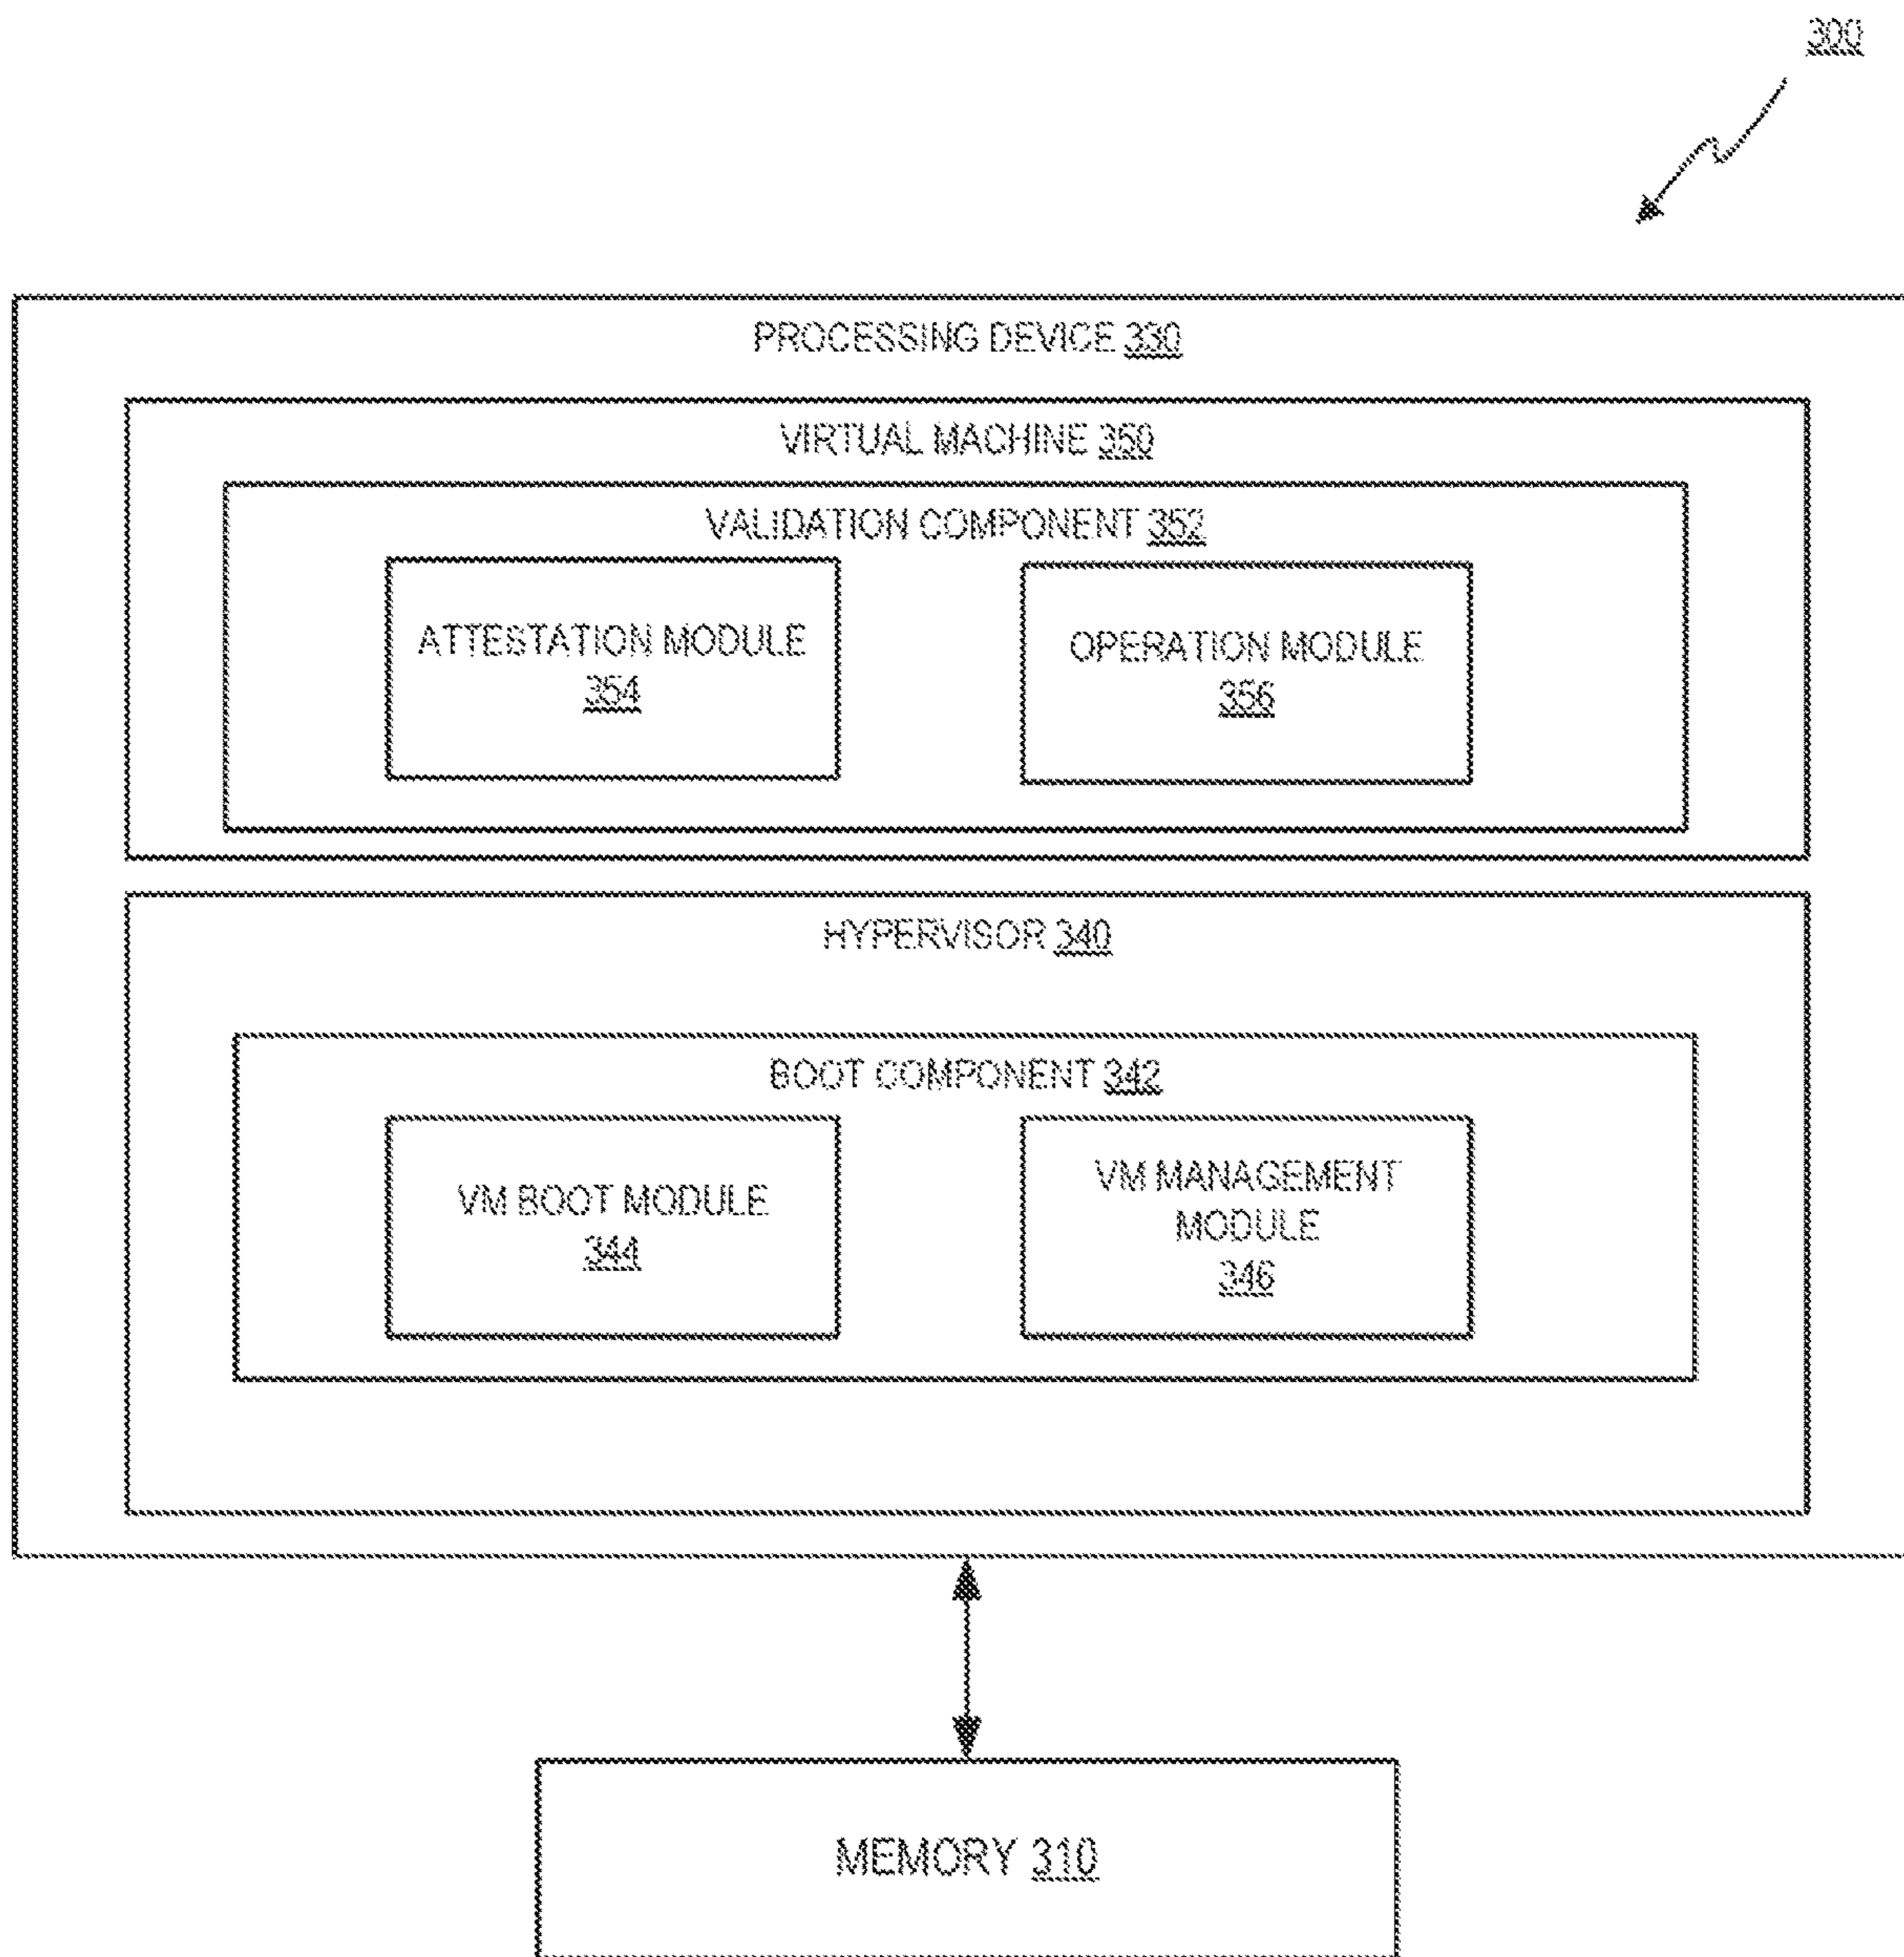 300
PROCESSING DEVICE 330
VIRTUAL MACHINE 350
VALIDATION COMPONENT 352
ATTESTATION MODULE
354
OPERATION MODULE
356
HYPERVISOR 340
BOOT COMPONENT 342
VM BOOT MODULE
344
VM MANAGEMENT
MODULE
346
MEMORY 310